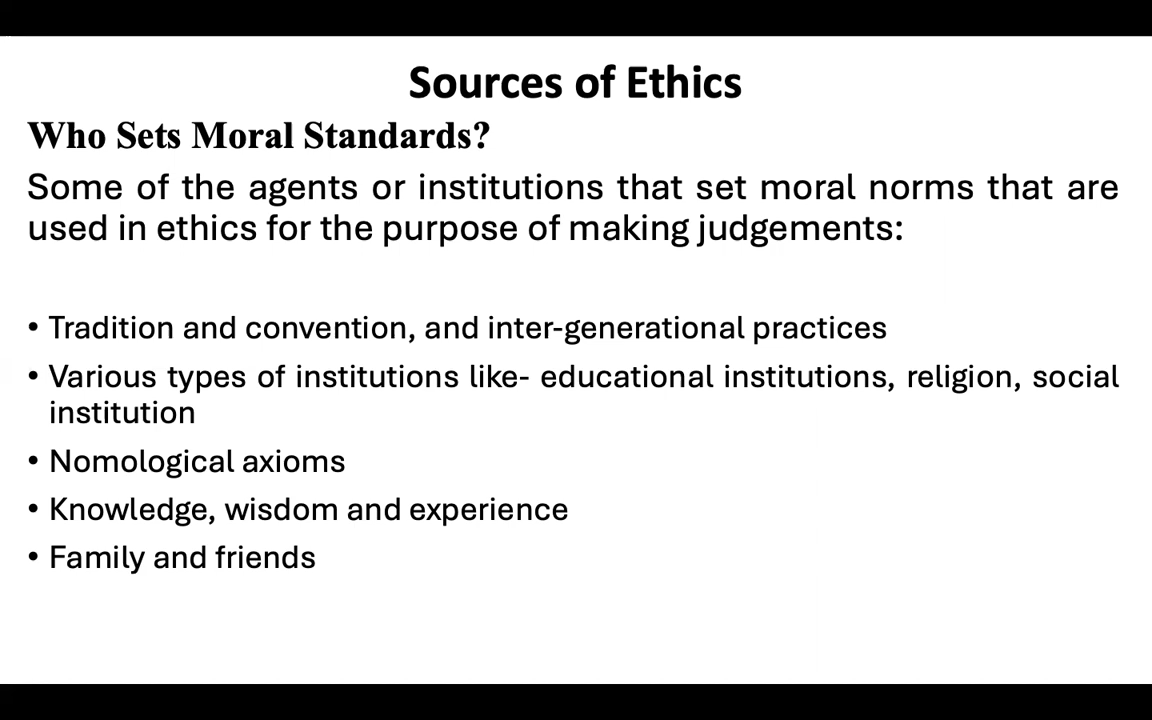 Sources of Ethics
Who Sets Moral Standards?
Some of the agents or institutions that set moral norms that are
used in ethics for the purpose of making judgements:
• Tradition and convention, and inter-generational practices
• Various types of institutions like- educational institutions, religion, social
institution
• Nomological axioms
• Knowledge, wisdom and experience
• Family and friends